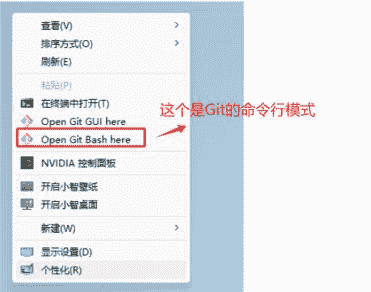 查看(V)
排序方式(O)
刷新(E)
粘贴(P)
在终端中打开(T)
Open Git GUI here
Open Git Bash here
这个是Git的命令行模式
NVIDIA 控制面板
开启小智壁纸
开启小智桌面
新建(W)
显示设置(D)
个性化(R)